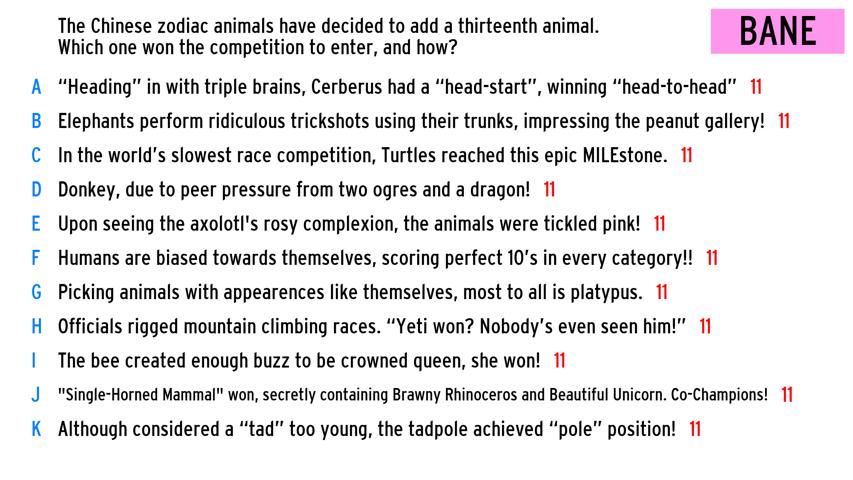 The Chinese zodiac animals have decided to add a thirteenth animal.
Which one won the competition to enter, and how?
BANE
A “Heading” in with triple brains, Cerberus had a “head-start”, winning “head-to-head” 11
B Elephants perform ridiculous trickshots using their trunks, impressing the peanut gallery! 11
C In the world’s slowest race competition, Turtles reached this epic MILEstone. 11
D Donkey, due to peer pressure from two ogres and a dragon! 11
E Upon seeing the axolotl's rosy complexion, the animals were tickled pink! 11
F Humans are biased towards themselves, scoring perfect 10’s in every category!! 11
G Picking animals with appearences like themselves, most to all is platypus. 11
H Officials rigged mountain climbing races. “Yeti won? Nobody’s even seen him!” 11
I The bee created enough buzz to be crowned queen, she won! 11
J "Single-Horned Mammal" won, secretly containing Brawny Rhinoceros and Beautiful Unicorn. Co-Champions! 11
K Although considered a “tad” too young, the tadpole achieved “pole” position! 11